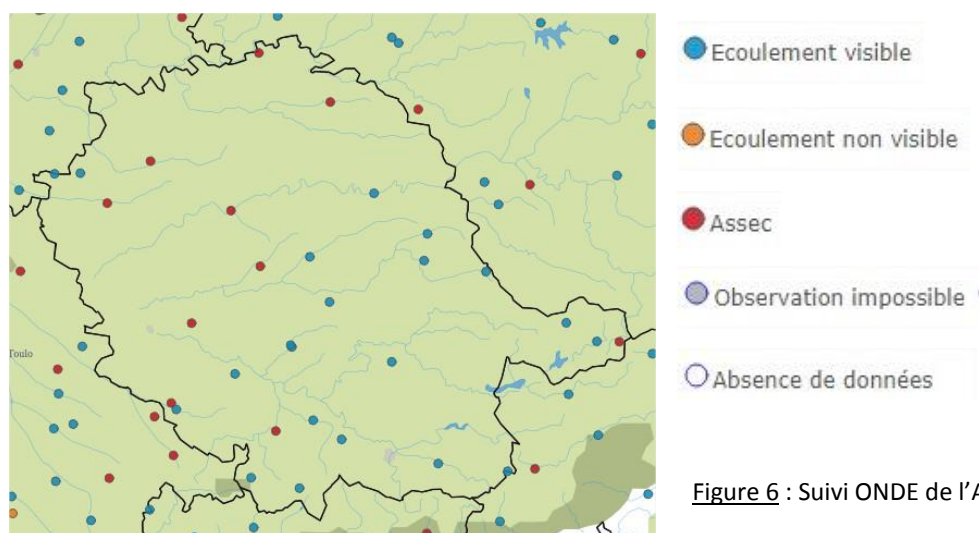 Ecoulement visible
Ecoulement non visible
Assec
Observation impossible
Absence de données
Toulo
Figure 6 : Suivi ONDE de l'A